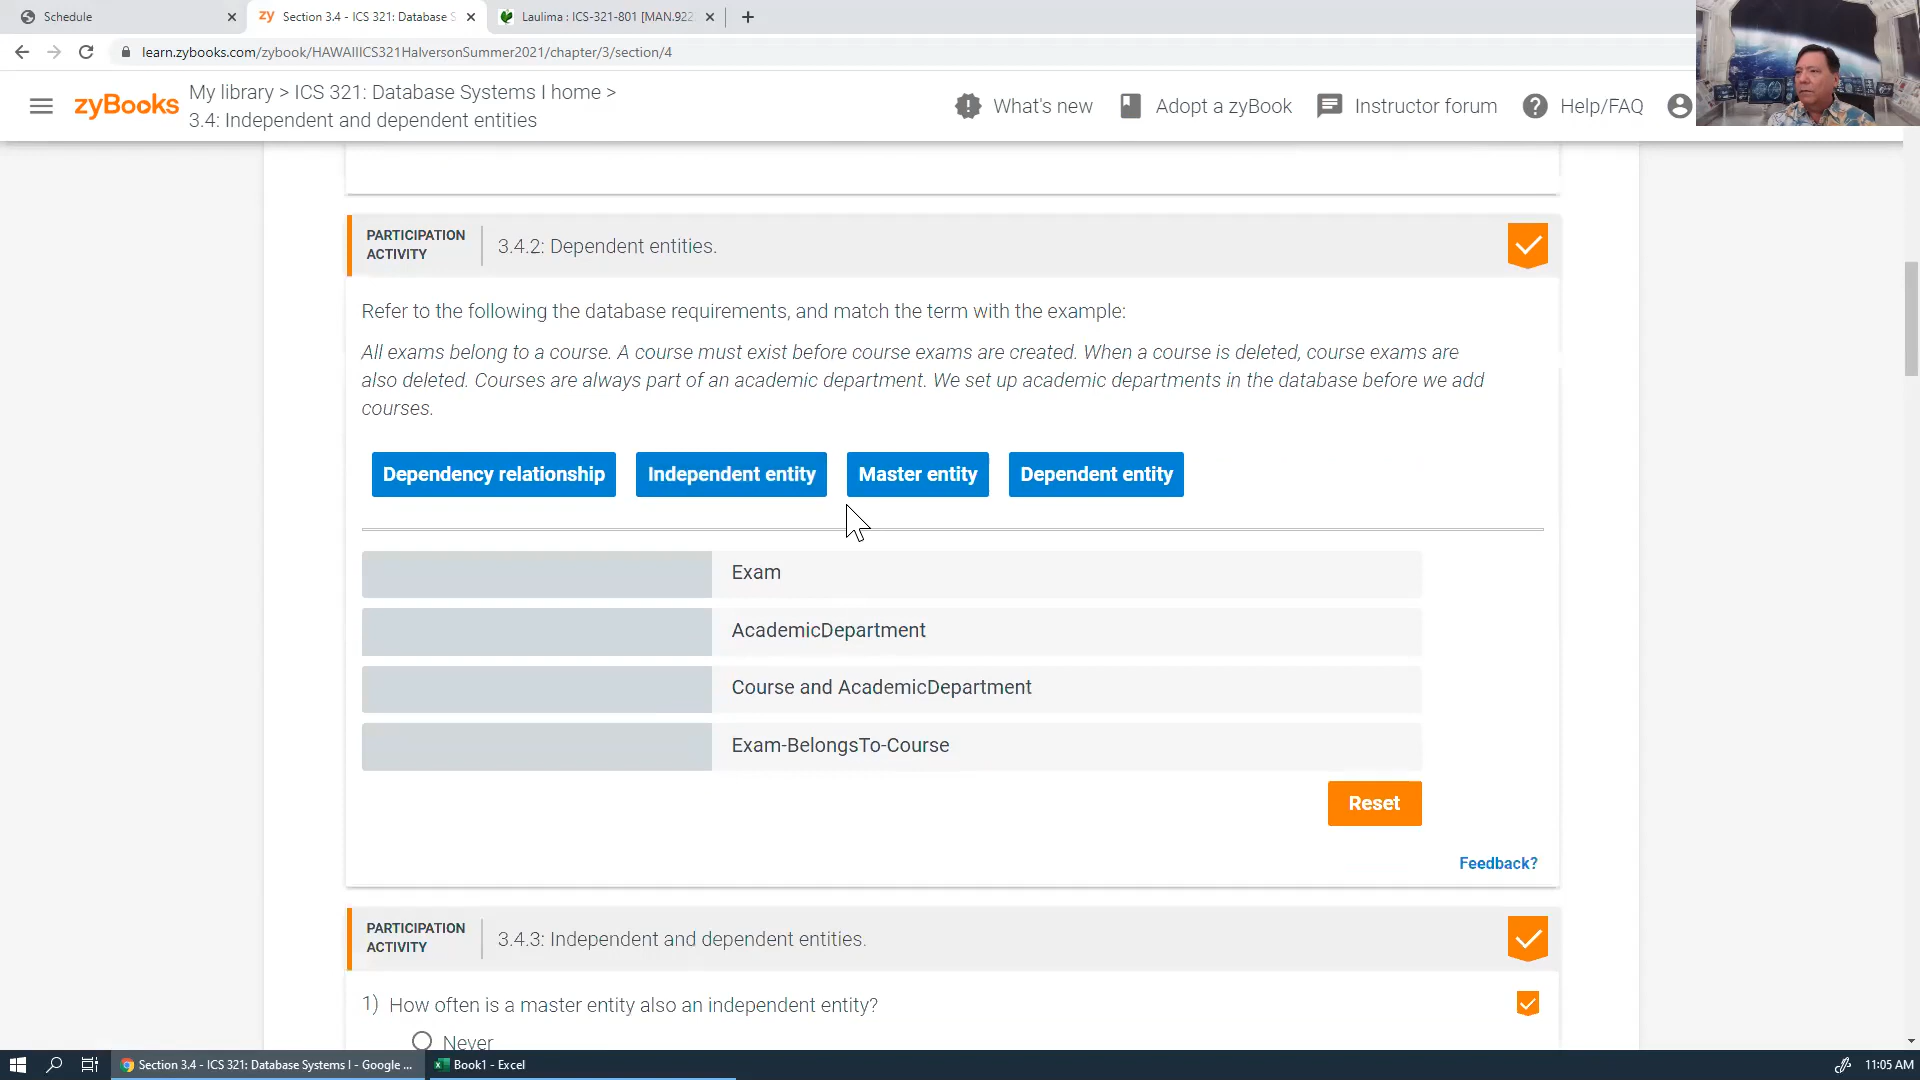 Schedule
Section 3.4 - ICS 321: Database S
Laulima : ICS-321-801 [MAN.922
learn.zybooks.com/zybook/HAWAIIICS321HalversonSummer2021/chapter/3/section/4
zyBooks
My library > ICS 321: Database Systems I home >
3.4: Independent and dependent entities
What's new
Adopt a zyBook
Instructor forum
Help/FAQ
PARTICIPATION
ACTIVITY
3.4.2: Dependent entities.
Refer to the following the database requirements, and match the term with the example:
All exams belong to a course. A course must exist before course exams are created. When a course is deleted, course exams are
also deleted. Courses are always part of an academic department. We set up academic departments in the database before we add
courses.
Dependency relationship
Independent entity
Master entity
Dependent entity
Exam
AcademicDepartment
Course and AcademicDepartment
Exam-BelongsTo-Course
Reset
Feedback?
PARTICIPATION
ACTIVITY
3.4.3: Independent and dependent entities.
1) How often is a master entity also an independent entity?
Never
Section 3.4 - ICS 321: Database Systems I - Google ...
Book1 - Excel
11:05 AM